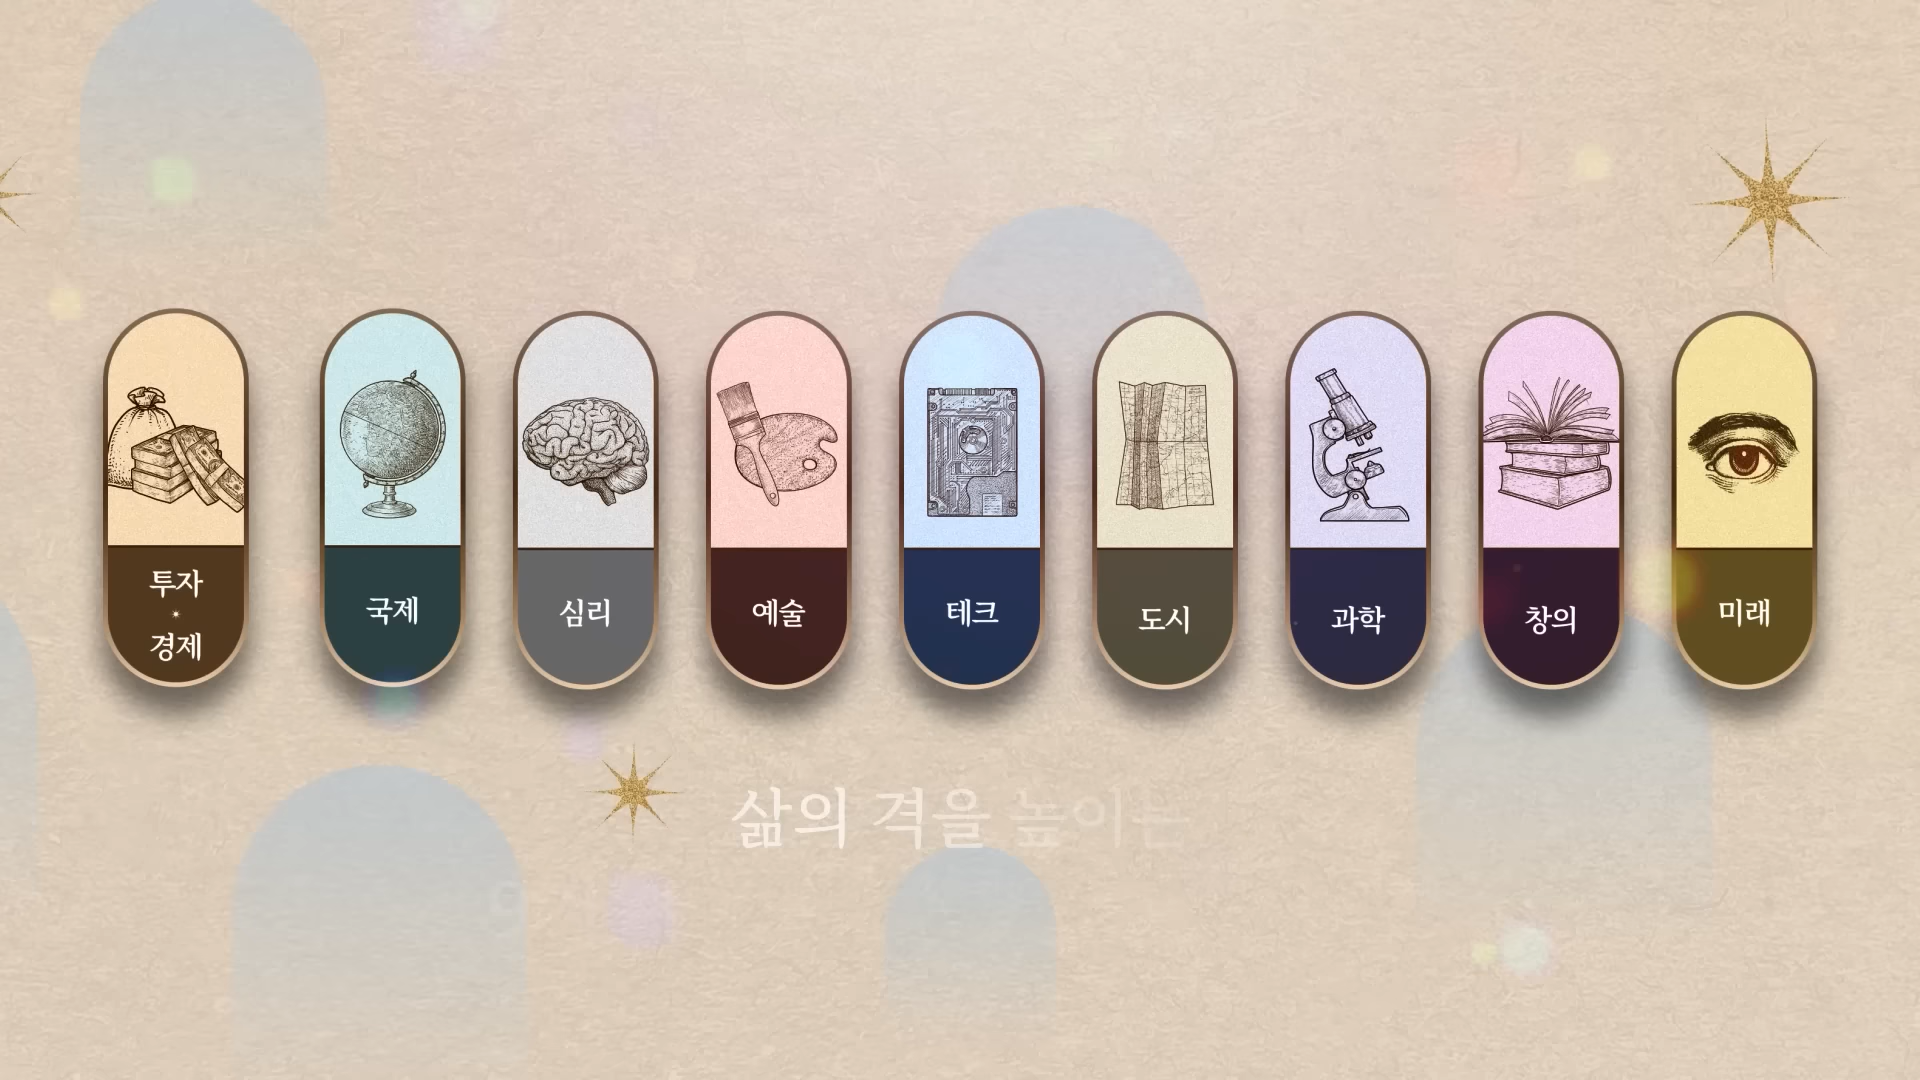 투자
·
경제
국제
심리
예술
테크
도시
과학
창의
미래
삶의 격을 높이는